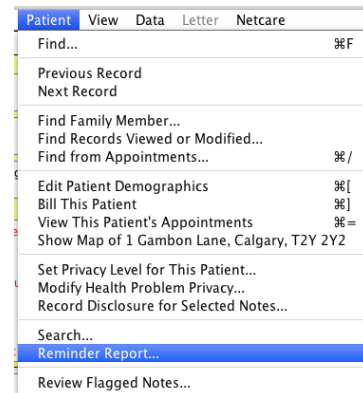 Patient View Data Letter Netcare
Find... ⌘F
Previous Record
Next Record
Find Family Member...
Find Records Viewed or Modified...
Find from Appointments... ⌘/
Edit Patient Demographics ⌘[
Bill This Patient ⌘]
View This Patient's Appointments ⌘=
Show Map of 1 Gambon Lane, Calgary, T2Y 2Y2
Set Privacy Level for This Patient...
Modify Health Problem Privacy...
Record Disclosure for Selected Notes...
Search...
Reminder Report...
Review Flagged Notes...